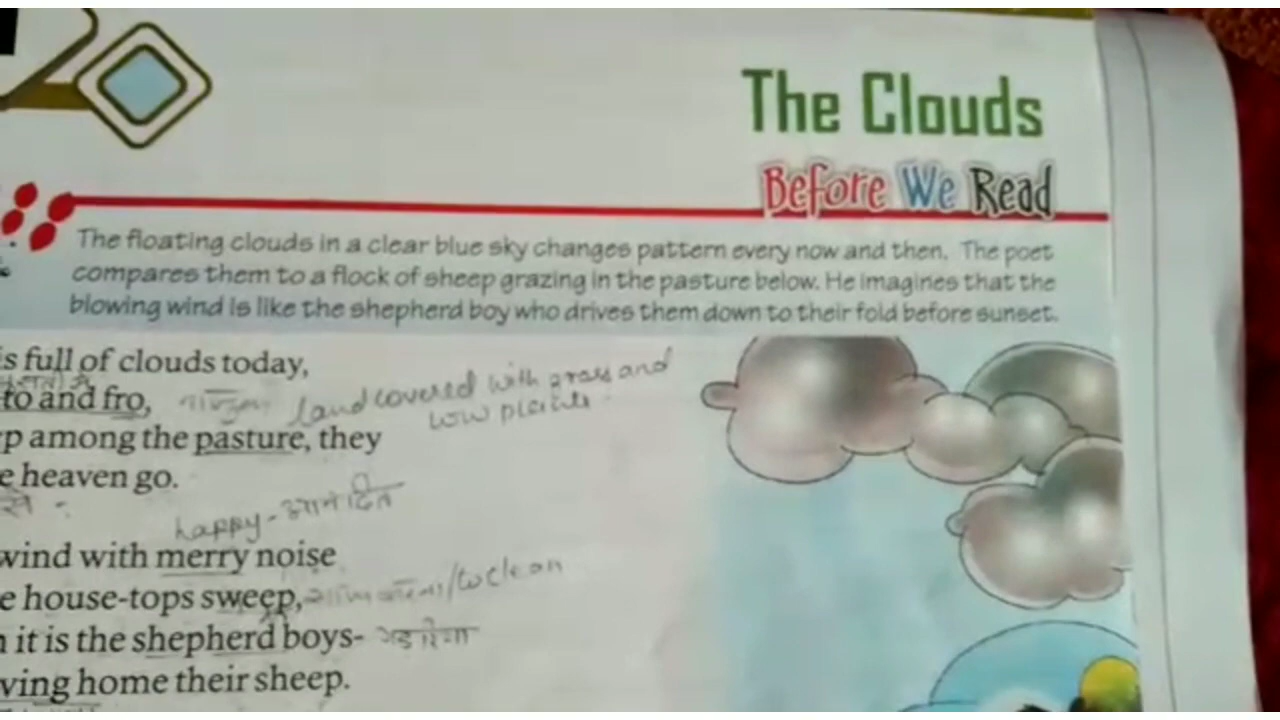 The Clouds
Before We Read
The floating clouds in a clear blue sky changes pattern every now and then. The poet
compares them to a flock of sheep grazing in the pasture below. He imagines that the
blowing wind is like the shepherd boy who drives them down to their fold before sunset.
s full of clouds today,
to and fro,
land covered with grass and
low plants
p among the pasture, they
e heaven go.
से
happy-आनंदित
wind with merry noise
e house-tops sweep,
/to clean
it is the shepherd boys-
गड़ेरिया
ving home their sheep.